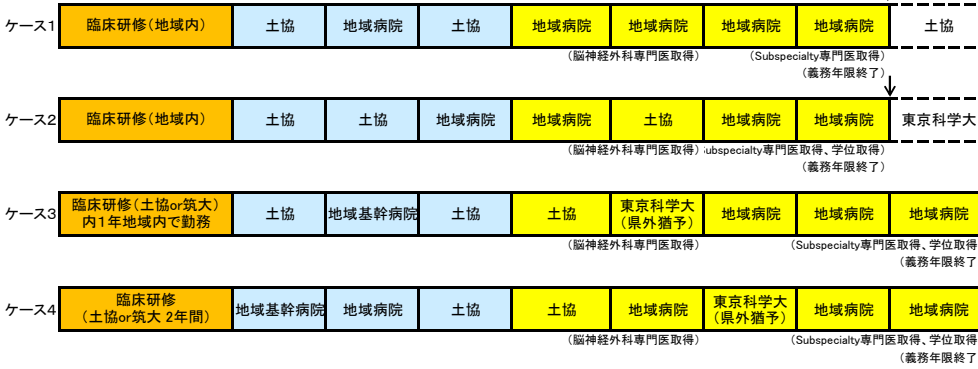 ケース1 臨床研修(地域内) 土協 地域病院 土協 地域病院 地域病院 地域病院 地域病院 土協
(脳神経外科専門医取得) (Subspecialty専門医取得)
(義務年限終了)
ケース2 臨床研修(地域内) 土協 土協 地域病院 地域病院 土協 地域病院 地域病院 東京科学大
(脳神経外科専門医取得) ubspecialty専門医取得、学位取得)
(義務年限終了)
ケース3 臨床研修(土協or筑大) 土協 地域基幹病院 土協 土協 東京科学大 地域病院 地域病院 地域病院
内1年地域内で勤務 (県外猶予)
(脳神経外科専門医取得) (Subspecialty専門医取得、学位取得
(義務年限終了
ケース4 臨床研修 地域基幹病院 地域病院 土協 土協 地域病院 東京科学大 地域病院 地域病院
(土協or筑大 2年間) (県外猶予)
(脳神経外科専門医取得) (Subspecialty専門医取得、学位取得
(義務年限終了